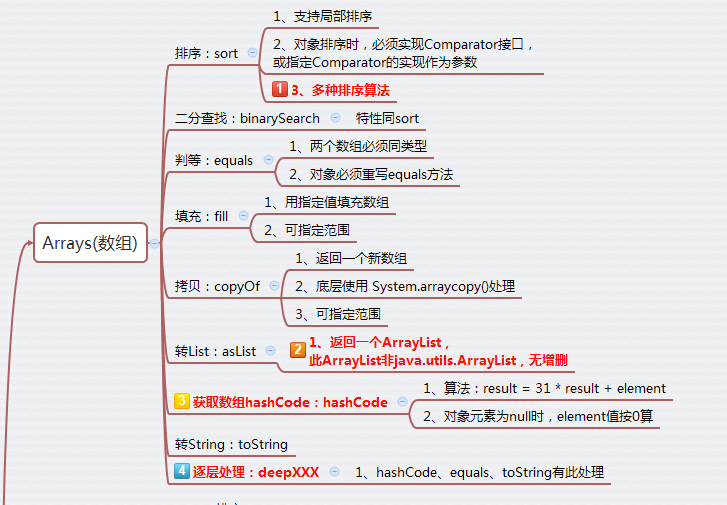 1、支持局部排序
排序：sort
2、对象排序时，必须实现Comparator接口，
或指定Comparator的实现作为参数
1 3、多种排序算法
二分查找：binarySearch 特性同sort
判等：equals
1、两个数组必须同类型
2、对象必须重写equals方法
填充：fill
1、用指定值填充数组
2、可指定范围
Arrays(数组)
拷贝：copyOf
1、返回一个新数组
2、底层使用 System.arraycopy()处理
3、可指定范围
转List：asList
2 1、返回一个ArrayList，
此ArrayList非java.utils.ArrayList，无增删
3 获取数组hashCode：hashCode
1、算法：result = 31 * result + element
2、对象元素为null时，element值按0算
转String：toString
4 逐层处理：deepXXX 1、hashCode、equals、toString有此处理